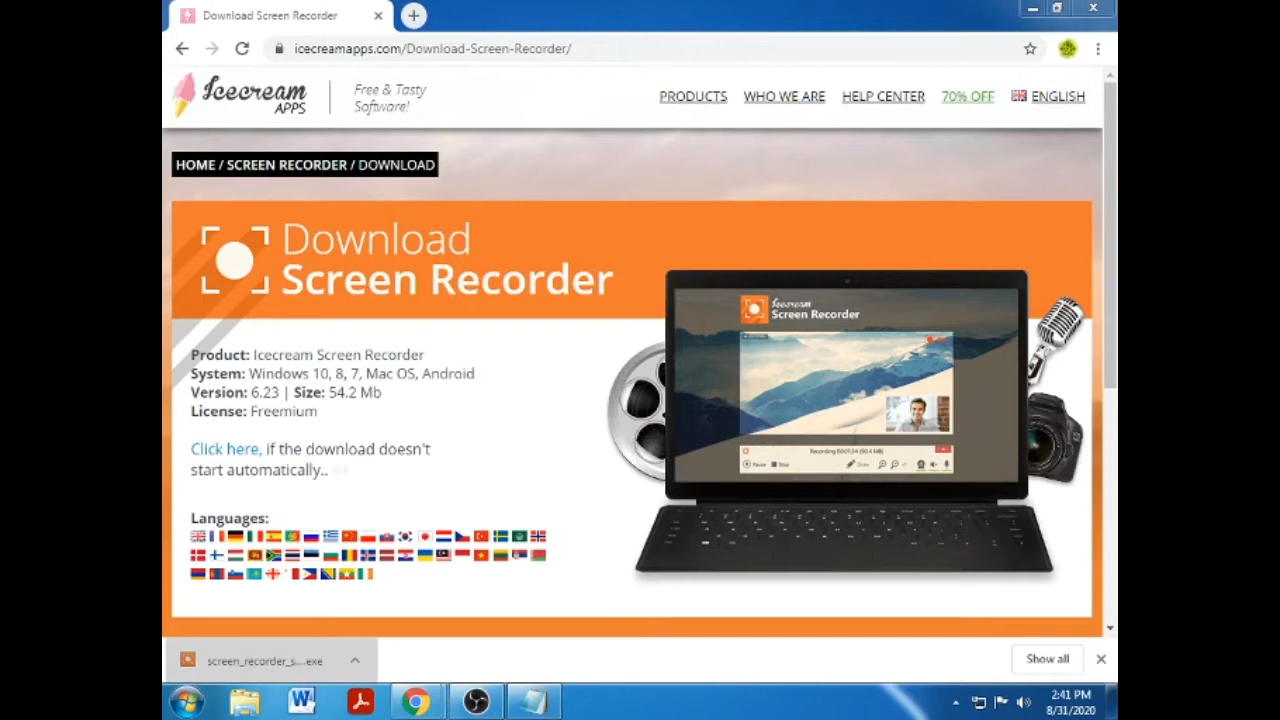 Download Screen Recorder
icecreamapps.com/Download-Screen-Recorder/
Icecream
APPS
Free & Tasty
Software!
PRODUCTS
WHO WE ARE
HELP CENTER
70% OFF
ENGLISH
HOME / SCREEN RECORDER / DOWNLOAD
Download
Screen Recorder
Icecream
Screen Recorder
Product: Icecream Screen Recorder
System: Windows 10, 8, 7, Mac OS, Android
Version: 6.23 | Size: 54.2 Mb
License: Freemium
Click here, if the download doesn't
start automatically..
Pause
Stop
Draw
Languages:
screen_recorder_s....exe
Show all
2:41 PM
8/31/2020